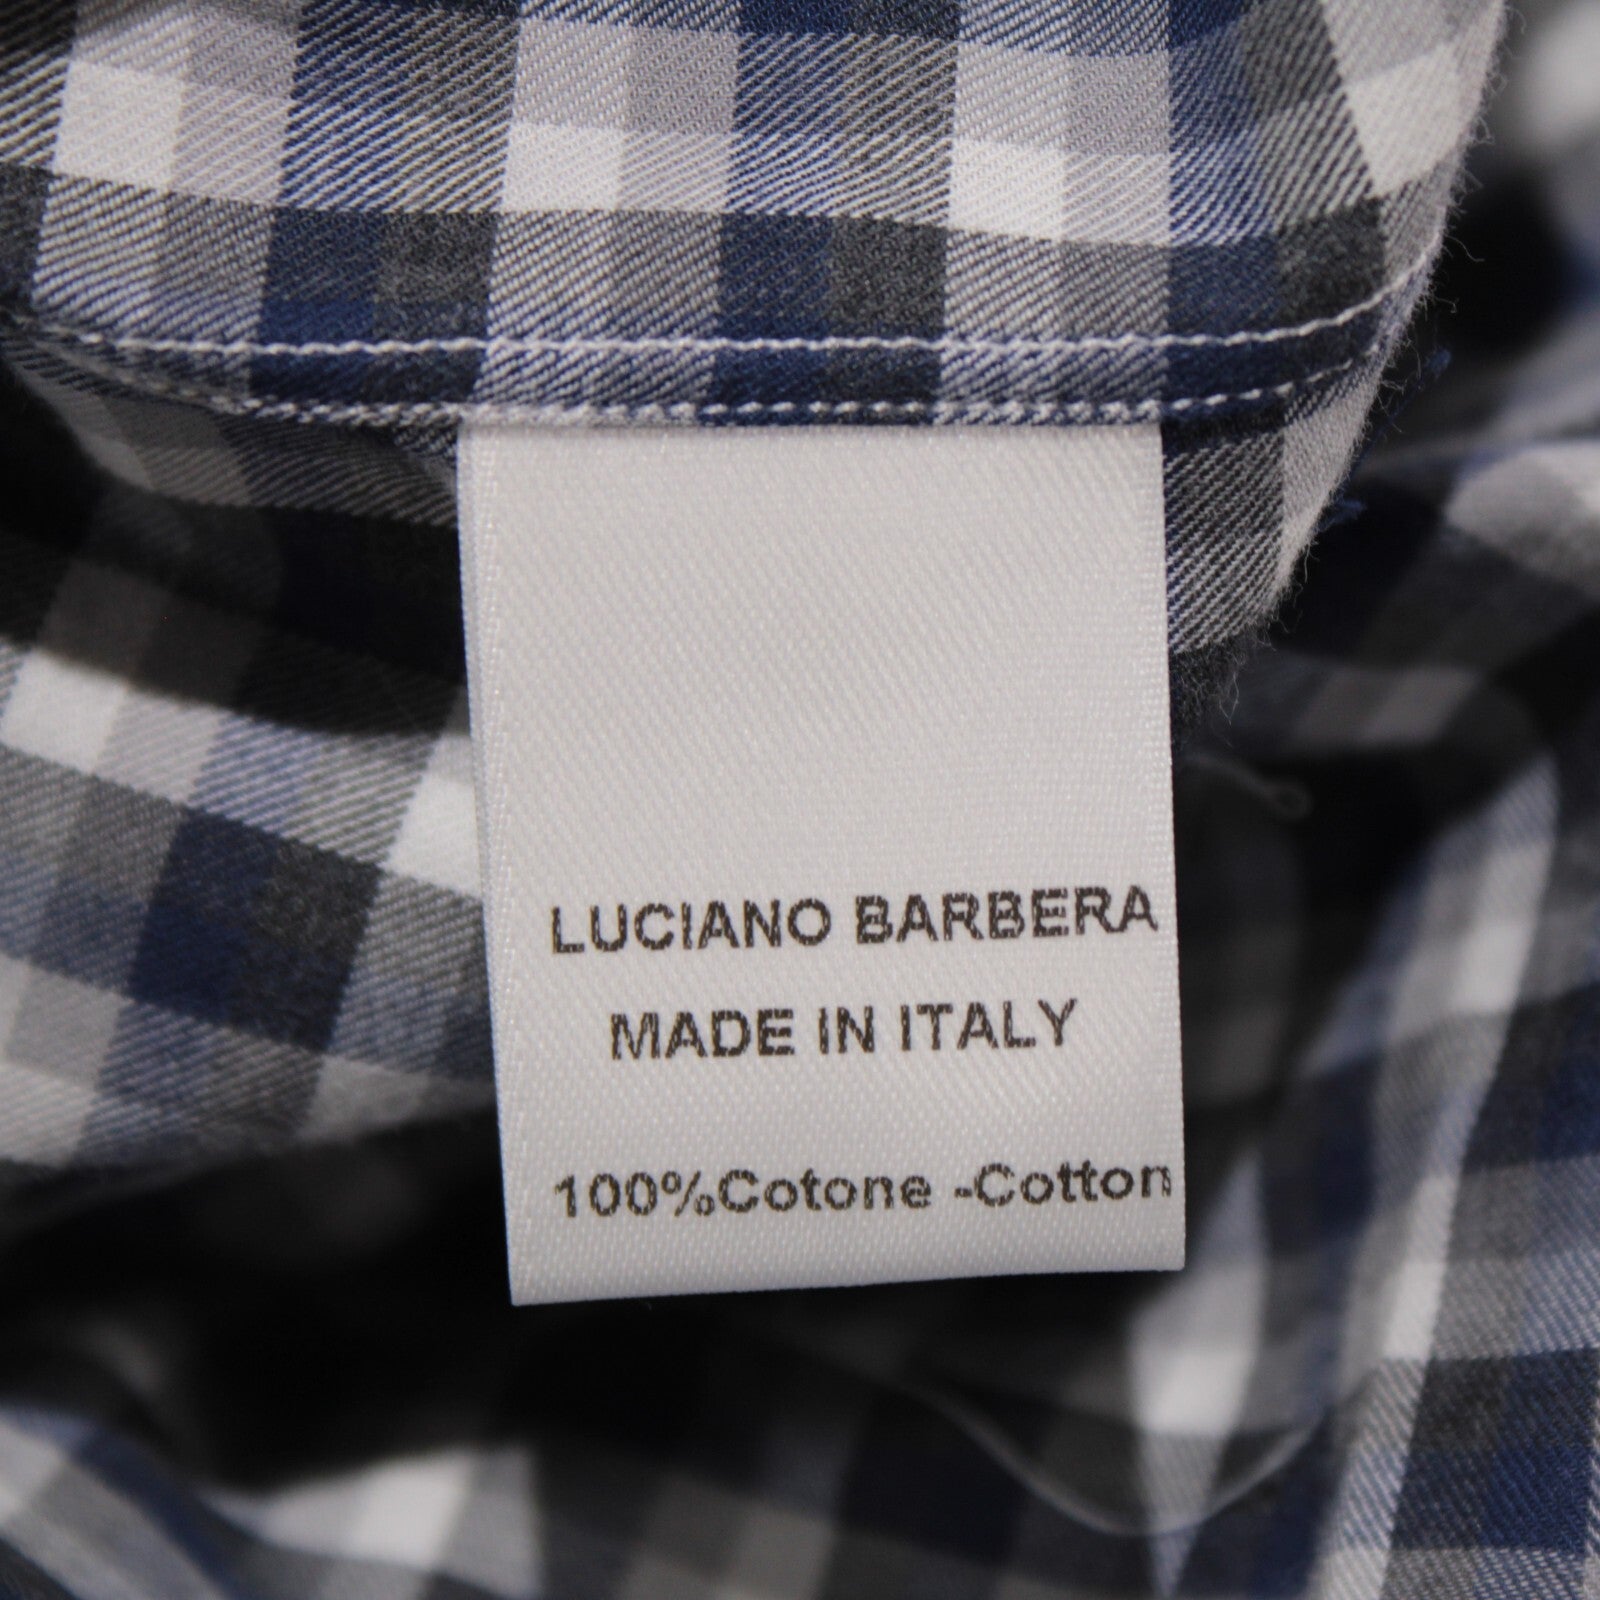 LUCIANO BARBERA
MADE IN ITALY
100%Cotone -Cotton